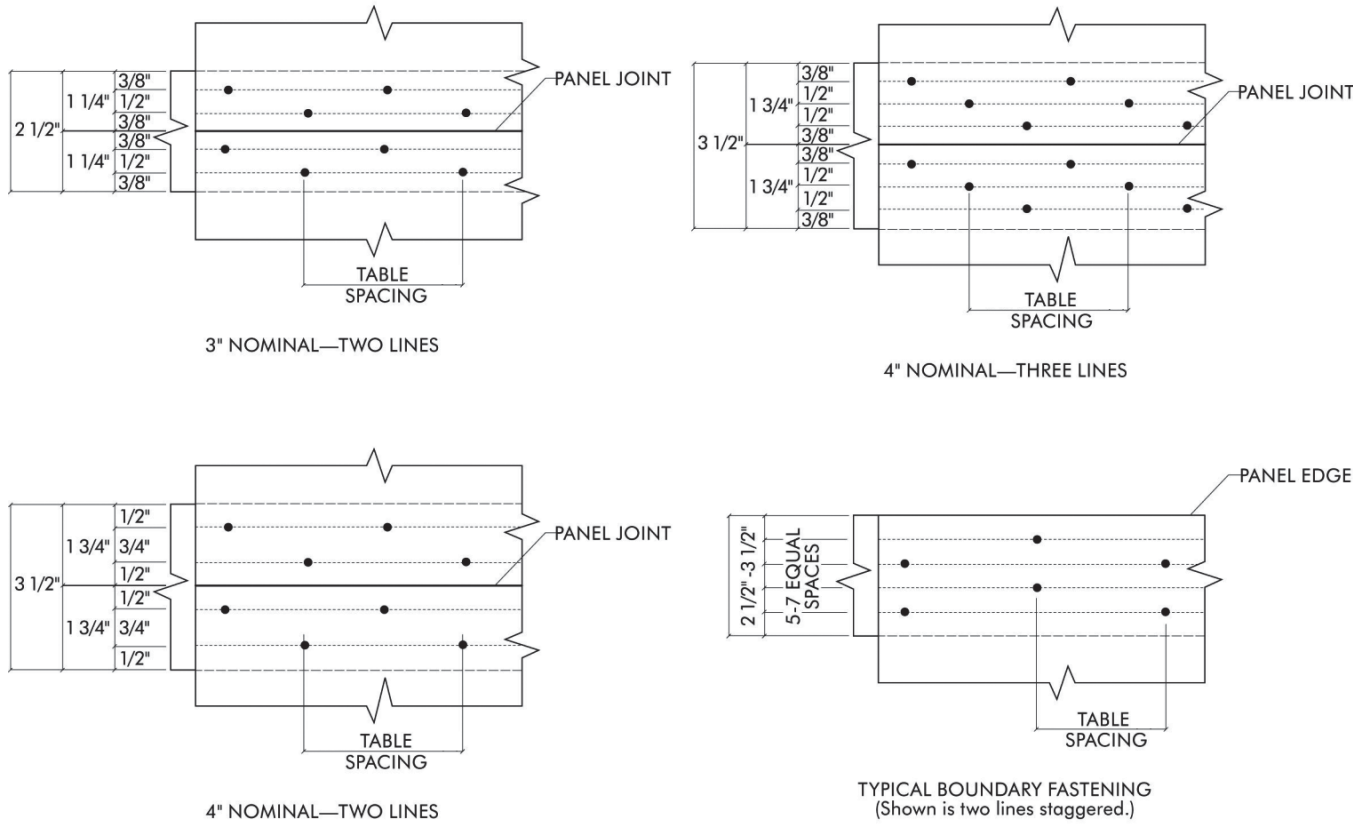 3/8"
1/2"
3/8"
3/8"
1/2"
3/8"
1 1/4"
1 1/4"
2 1/2"
PANEL JOINT
TABLE
SPACING
3" NOMINAL—TWO LINES
3/8"
1/2"
1/2"
3/8"
3/8"
1/2"
1/2"
3/8"
1 3/4"
1 3/4"
3 1/2"
PANEL JOINT
TABLE
SPACING
4" NOMINAL—THREE LINES
1/2"
3/4"
1/2"
1/2"
3/4"
1/2"
1 3/4"
1 3/4"
3 1/2"
PANEL JOINT
TABLE
SPACING
4" NOMINAL—TWO LINES
PANEL EDGE
2 1/2" -3 1/2"
5-7 EQUAL
SPACES
TABLE
SPACING
TYPICAL BOUNDARY FASTENING
(Shown is two lines staggered.)